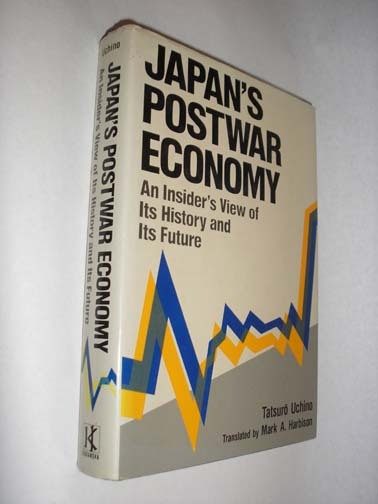 JAPAN'S
POSTWAR
ECONOMY
An Insider's View of
Its History and
Its Future
Tatsurō Uchino
Translated by Mark A. Harbison
Uchino
JAPAN'S POSTWAR ECONOMY
An Insider's View of Its History and Its Future
KODANSHA